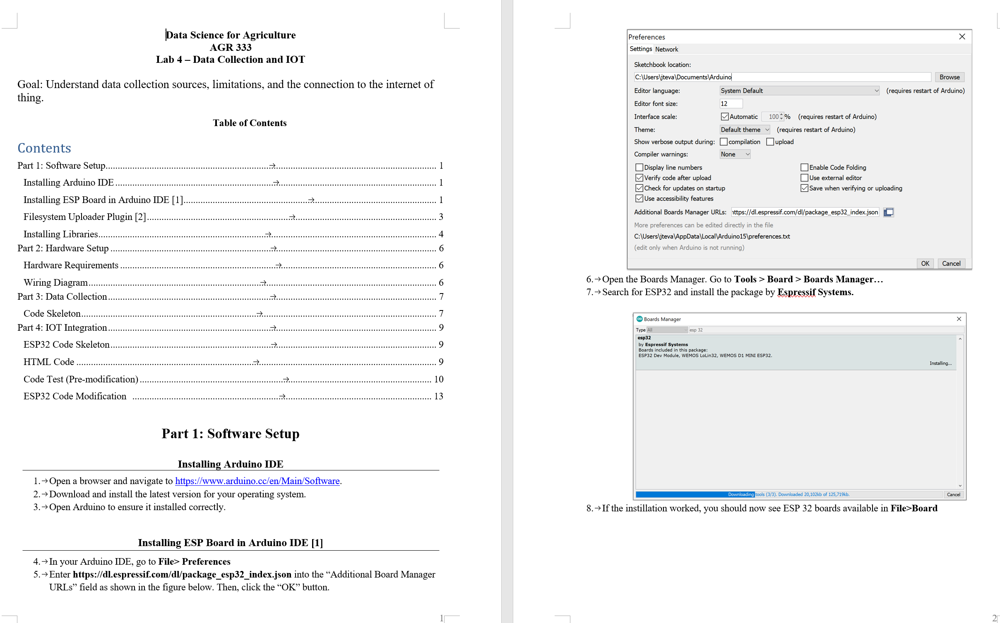 Data Science for Agriculture
AGR 333
Lab 4 – Data Collection and IOT
Goal: Understand data collection sources, limitations, and the connection to the internet of
thing.
Table of Contents
Contents
Part 1: Software Setup → 1
Installing Arduino IDE → 1
Installing ESP Board in Arduino IDE [1] → 1
Filesystem Uploader Plugin [2] → 3
Installing Libraries → 4
Part 2: Hardware Setup → 6
Hardware Requirements → 6
Wiring Diagram → 6
Part 3: Data Collection → 7
Code Skeleton → 7
Part 4: IOT Integration → 9
ESP32 Code Skeleton → 9
HTML Code → 9
Code Test (Pre-modification) → 10
ESP32 Code Modification → 13
Part 1: Software Setup
Installing Arduino IDE
1.→Open a browser and navigate to https://www.arduino.cc/en/Main/Software.
2.→Download and install the latest version for your operating system.
3.→Open Arduino to ensure it installed correctly.
Installing ESP Board in Arduino IDE [1]
4.→In your Arduino IDE, go to File> Preferences
5.→Enter https://dl.espressif.com/dl/package_esp32_index.json into the “Additional Board Manager
URLs” field as shown in the figure below. Then, click the “OK” button.
1
Preferences
Settings Network
Sketchbook location:
C:\Users\jteva\Documents\Arduino Browse
Editor language: System Default (requires restart of Arduino)
Editor font size: 12
Interface scale: Automatic 100 % (requires restart of Arduino)
Theme: Default theme (requires restart of Arduino)
Show verbose output during: compilation upload
Compiler warnings: None
Display line numbers Enable Code Folding
Verify code after upload Use external editor
Check for updates on startup Save when verifying or uploading
Use accessibility features
Additional Boards Manager URLs: ttps://dl.espressif.com/dl/package_esp32_index.json
More preferences can be edited directly in the file
C:\Users\jteva\AppData\Local\Arduino15\preferences.txt
(edit only when Arduino is not running)
OK Cancel
6.→Open the Boards Manager. Go to Tools > Board > Boards Manager…
7.→Search for ESP32 and install the package by Espressif Systems.
Boards Manager
Type All esp 32
esp32
by Espressif Systems
Boards included in this package:
ESP32 Dev Module, WEMOS LoLin32, WEMOS D1 MINI ESP32.
Installing...
Downloading tools (3/3). Downloaded 20,102kb of 125,719kb. Cancel
8.→If the instillation worked, you should now see ESP 32 boards available in File>Board
2